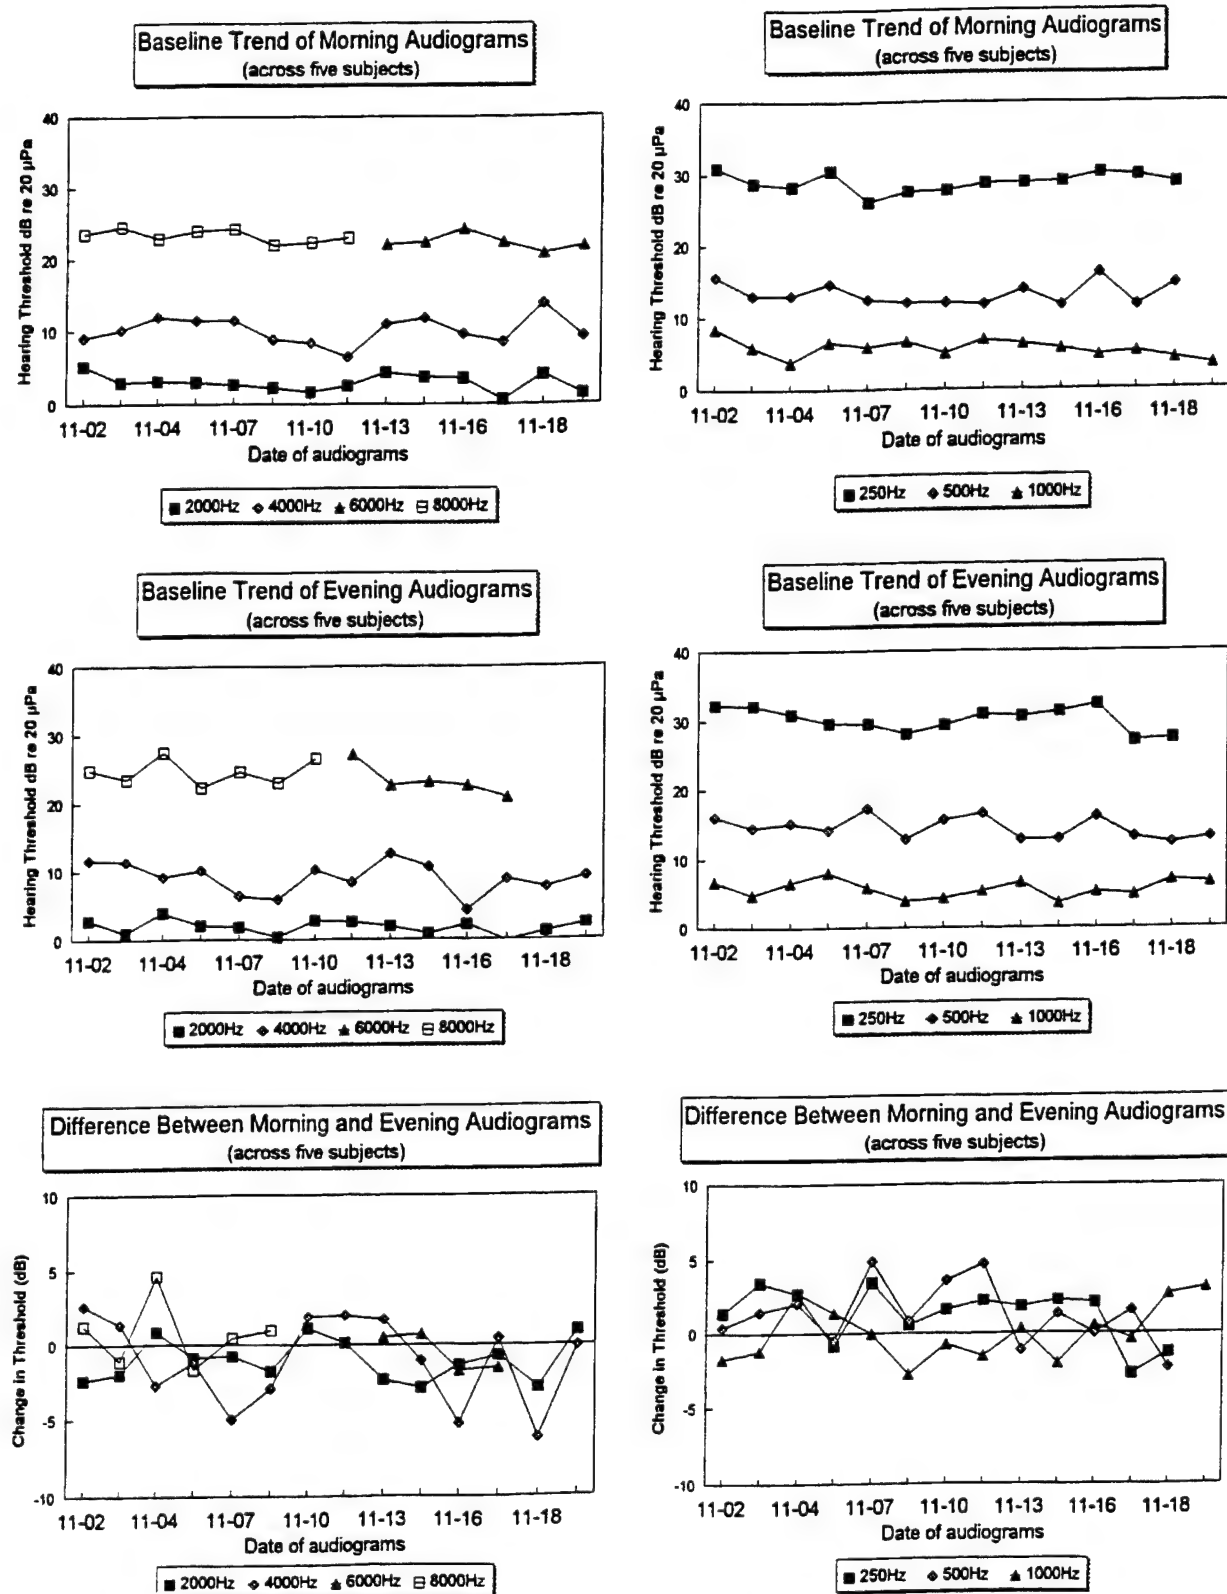 Baseline Trend of Morning Audiograms
(across five subjects)
Hearing Threshold dB re 20 µPa
40
30
20
10
0
11-02 11-04 11-07 11-10 11-13 11-16 11-18
Date of audiograms
2000Hz 4000Hz 6000Hz 8000Hz
Baseline Trend of Morning Audiograms
(across five subjects)
Hearing Threshold dB re 20 µPa
40
30
20
10
0
11-02 11-04 11-07 11-10 11-13 11-16 11-18
Date of audiograms
250Hz 500Hz 1000Hz
Baseline Trend of Evening Audiograms
(across five subjects)
Hearing Threshold dB re 20 µPa
40
30
20
10
0
11-02 11-04 11-07 11-10 11-13 11-16 11-18
Date of audiograms
2000Hz 4000Hz 6000Hz 8000Hz
Baseline Trend of Evening Audiograms
(across five subjects)
Hearing Threshold dB re 20 µPa
40
30
20
10
0
11-02 11-04 11-07 11-10 11-13 11-16 11-18
Date of audiograms
250Hz 500Hz 1000Hz
Difference Between Morning and Evening Audiograms
(across five subjects)
Change in Threshold (dB)
10
5
0
-5
-10
11-02 11-04 11-07 11-10 11-13 11-16 11-18
Date of audiograms
2000Hz 4000Hz 6000Hz 8000Hz
Difference Between Morning and Evening Audiograms
(across five subjects)
Change in Threshold (dB)
10
5
0
-5
-10
11-02 11-04 11-07 11-10 11-13 11-16 11-18
Date of audiograms
250Hz 500Hz 1000Hz